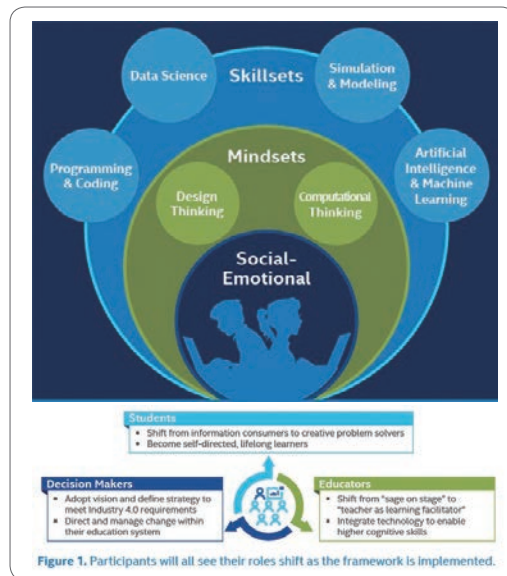 Data Science
Skillsets
Simulation
& Modeling
Programming
& Coding
Mindsets
Artificial
Intelligence
& Machine
Learning
Design
Thinking
Computational
Thinking
Social-
Emotional
Students
• Shift from information consumers to creative problem solvers
• Become self-directed, lifelong learners
Decision Makers
• Adopt vision and define strategy to
meet Industry 4.0 requirements
• Direct and manage change within
their education system
Educators
• Shift from "sage on stage" to
"teacher as learning facilitator"
• Integrate technology to enable
higher cognitive skills
Figure 1. Participants will all see their roles shift as the framework is implemented.